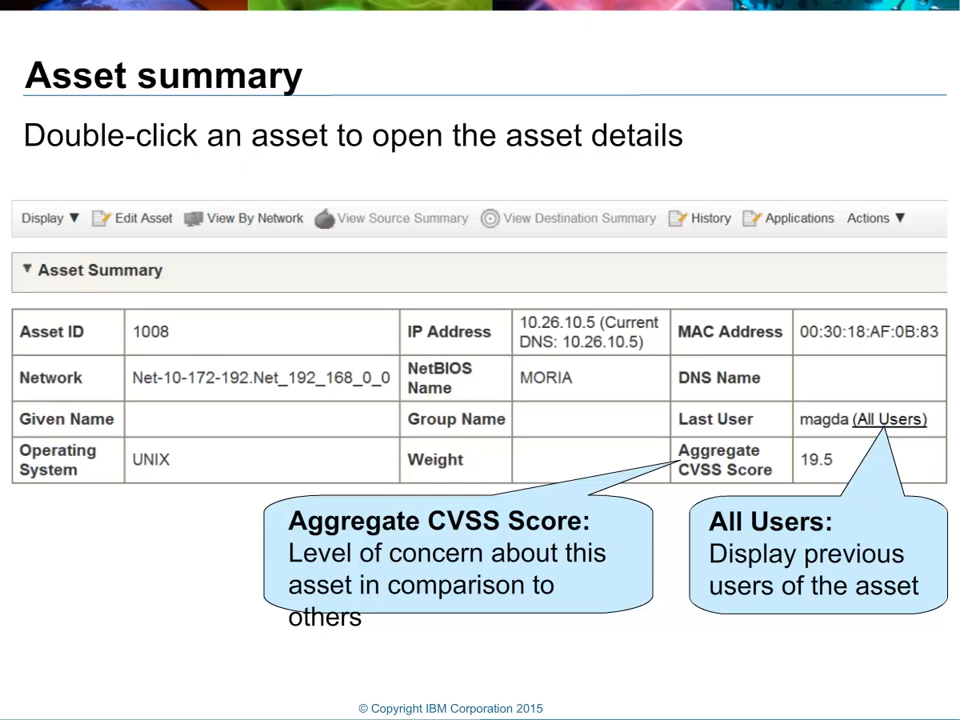 Asset summary
Double-click an asset to open the asset details
Display ▼ Edit Asset View By Network View Source Summary View Destination Summary History Applications Actions ▼
▼ Asset Summary
Asset ID 1008 IP Address 10.26.10.5 (Current DNS: 10.26.10.5) MAC Address 00:30:18:AF:0B:83
Network Net-10-172-192.Net_192_168_0_0 NetBIOS Name MORIA DNS Name
Given Name Group Name Last User magda (All Users)
Operating System UNIX Weight Aggregate CVSS Score 19.5
Aggregate CVSS Score:
Level of concern about this
asset in comparison to
others
All Users:
Display previous
users of the asset
© Copyright IBM Corporation 2015